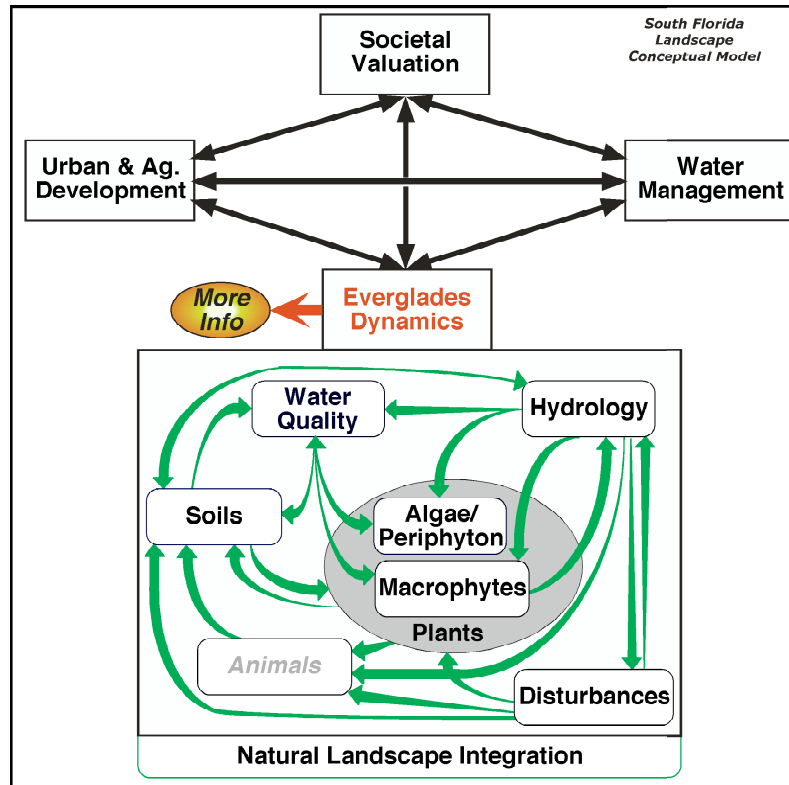 South Florida
Landscape
Conceptual Model
Societal
Valuation
Urban & Ag.
Development
Water
Management
More
Info
Everglades
Dynamics
Water
Quality
Hydrology
Soils
Algae/
Periphyton
Macrophytes
Plants
Animals
Disturbances
Natural Landscape Integration